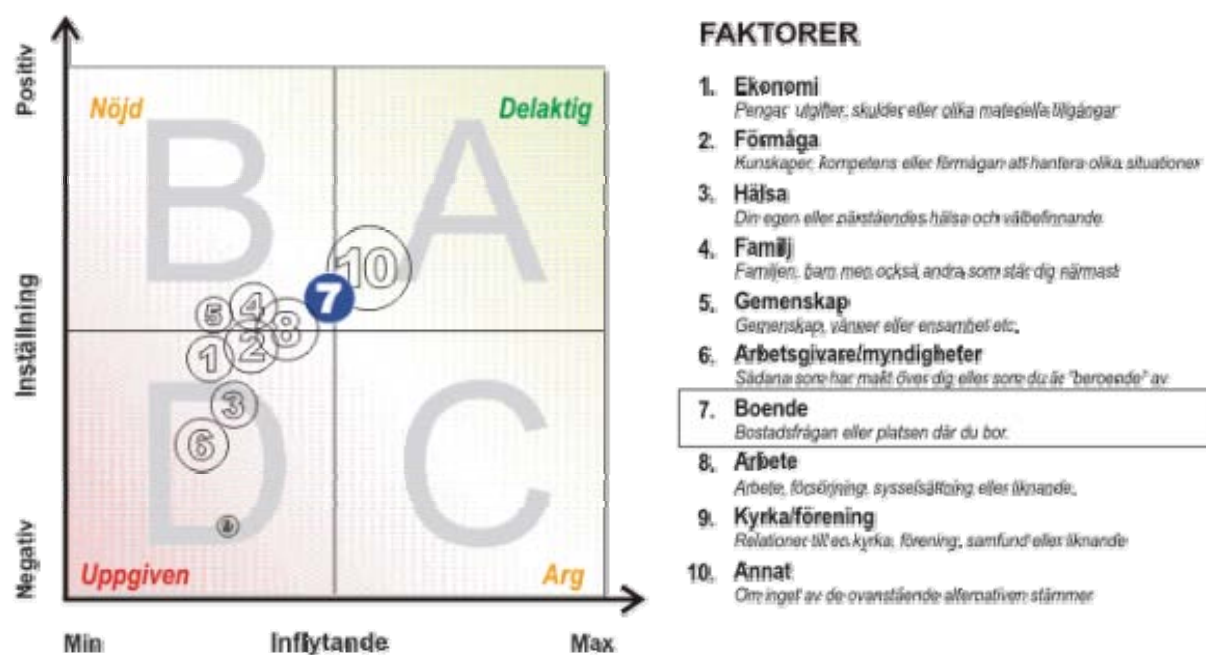 Positiv
Inställning
Negativ
Nöjd
Delaktig
B
A
10
7
5
4
8
2
1
3
6
D
C
Uppgiven
Arg
Min
Inflytande
Max
FAKTORER
1. Ekonomi
Pengar, utgifter, skulder eller olika materiella tillgångar
2. Förmåga
Kunskaper, kompetens eller förmågan att hantera olika situationer
3. Hälsa
Din egen eller närståendes hälsa och välbefinnande
4. Familj
Familjen, barn men också andra som står dig närmast
5. Gemenskap
Gemenskap, vänner eller ensamhet etc.
6. Arbetsgivare/myndigheter
Sådana som har makt över dig eller som du är "beroende" av
7. Boende
Bostadsfrågan eller platsen där du bor.
8. Arbete
Arbete, försörjning, sysselsättning eller liknande.
9. Kyrka/förening
Relationer till en kyrka, förening, samfund eller liknande
10. Annat
Om inget av de ovanstående alternativen stämmer